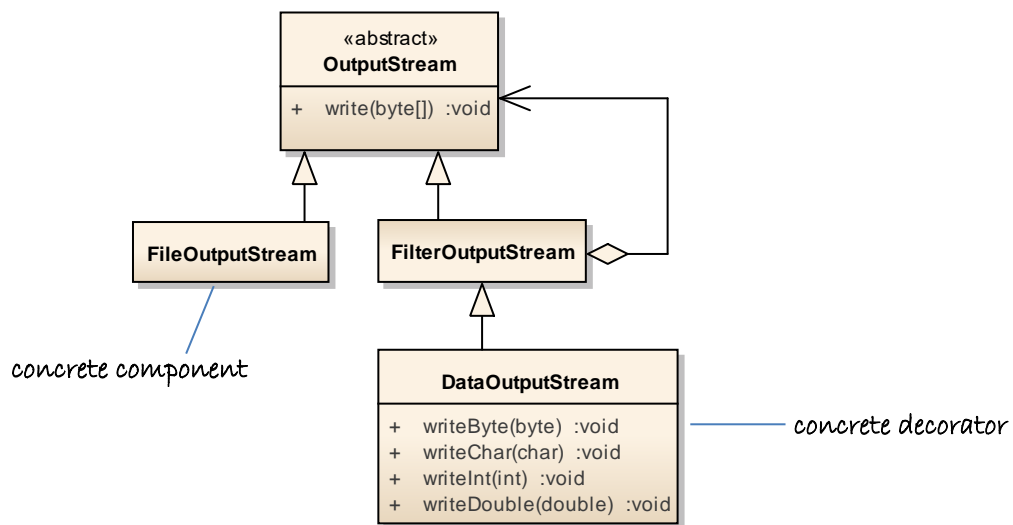 «abstract»
OutputStream
+ write(byte[]) :void
FileOutputStream
FilterOutputStream
concrete component
DataOutputStream
+ writeByte(byte) :void
+ writeChar(char) :void
+ writeInt(int) :void
+ writeDouble(double) :void
concrete decorator